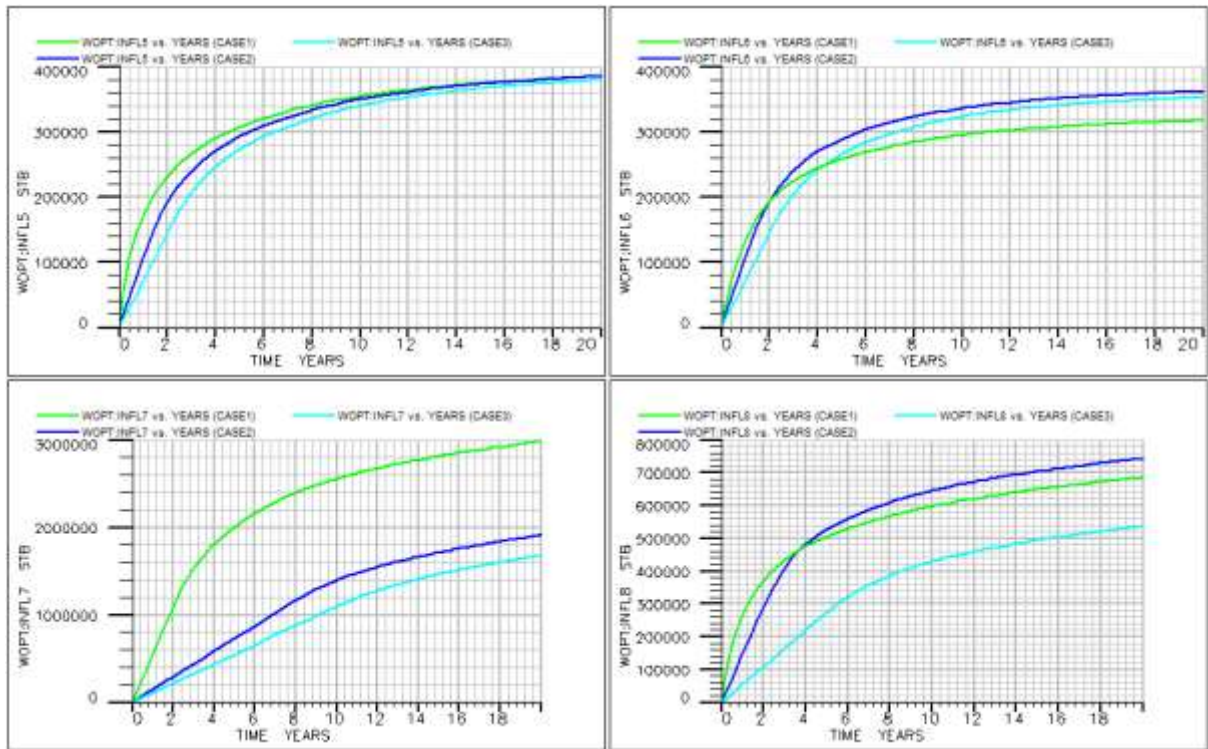 WOPT:INFL5 vs. YEARS (CASE1) WOPT:INFL5 vs. YEARS (CASE3)
WOPT:INFL5 vs. YEARS (CASE2)
400000
300000
200000
100000
0
WOPT:INFL5 STB
0 2 4 6 8 10 12 14 16 18 20
TIME YEARS
WOPT:INFL6 vs. YEARS (CASE1) WOPT:INFL6 vs. YEARS (CASE3)
WOPT:INFL6 vs. YEARS (CASE2)
400000
300000
200000
100000
0
WOPT:INFL6 STB
0 2 4 6 8 10 12 14 16 18 20
TIME YEARS
WOPT:INFL7 vs. YEARS (CASE1) WOPT:INFL7 vs. YEARS (CASE3)
WOPT:INFL7 vs. YEARS (CASE2)
3000000
2000000
1000000
0
WOPT:INFL7 STB
0 2 4 6 8 10 12 14 16 18
TIME YEARS
WOPT:INFL8 vs. YEARS (CASE1) WOPT:INFL8 vs. YEARS (CASE3)
WOPT:INFL8 vs. YEARS (CASE2)
800000
700000
600000
500000
400000
300000
200000
100000
0
WOPT:INFL8 STB
0 2 4 6 8 10 12 14 16 18
TIME YEARS